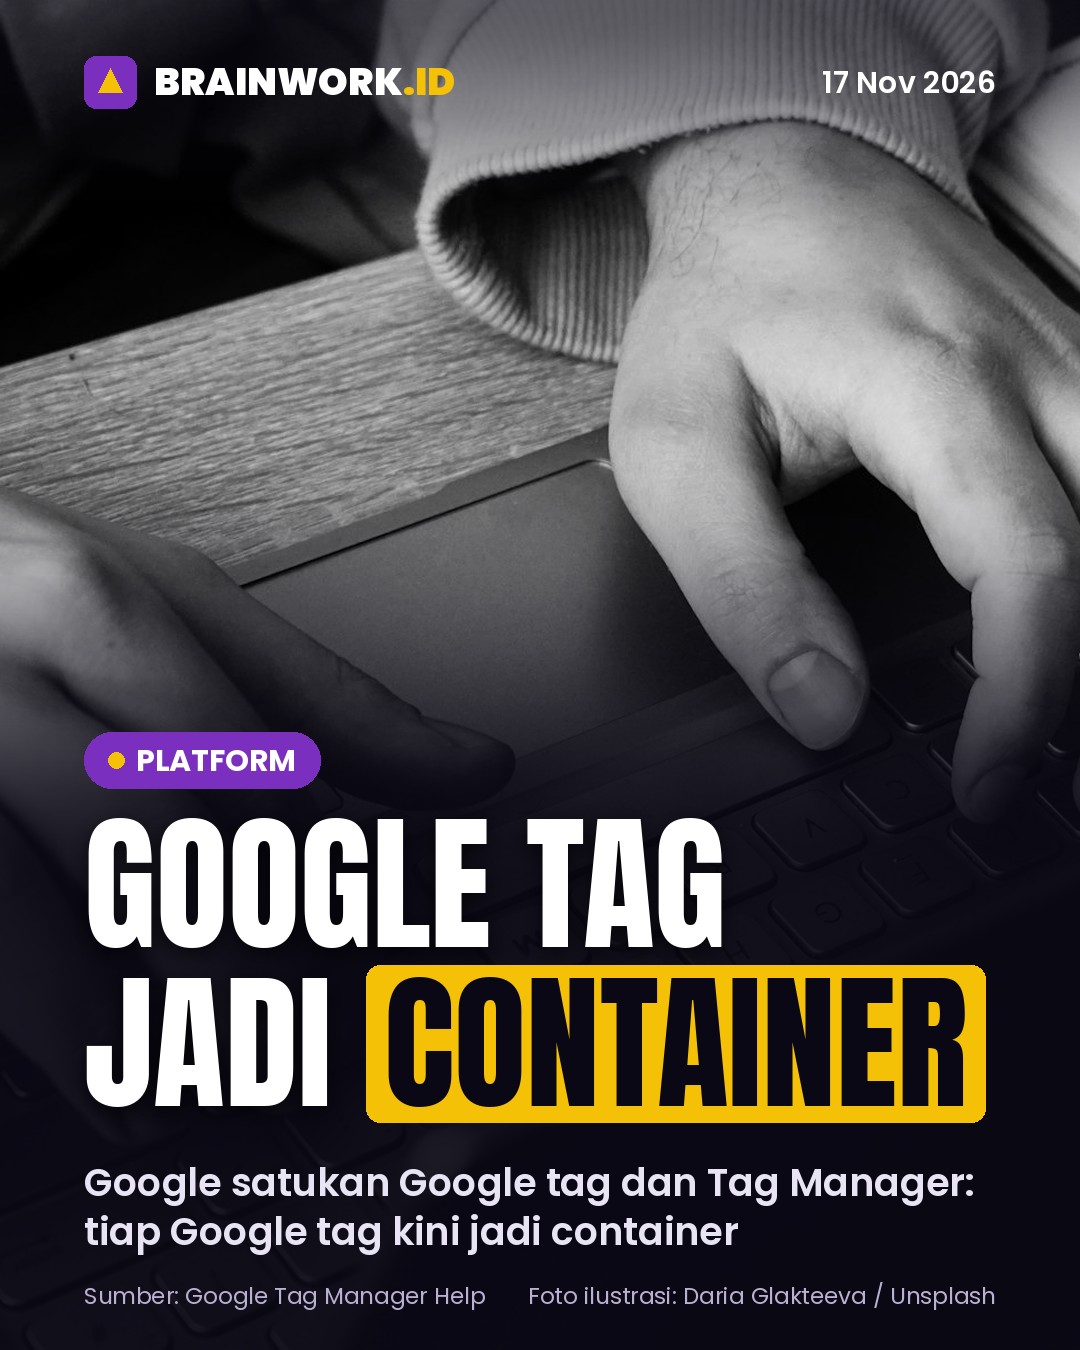 BRAINWORK.ID
17 Nov 2026
PLATFORM
GOOGLE TAG
JADI CONTAINER
Google satukan Google tag dan Tag Manager:
tiap Google tag kini jadi container
Sumber: Google Tag Manager Help
Foto ilustrasi: Daria Glakteeva / Unsplash